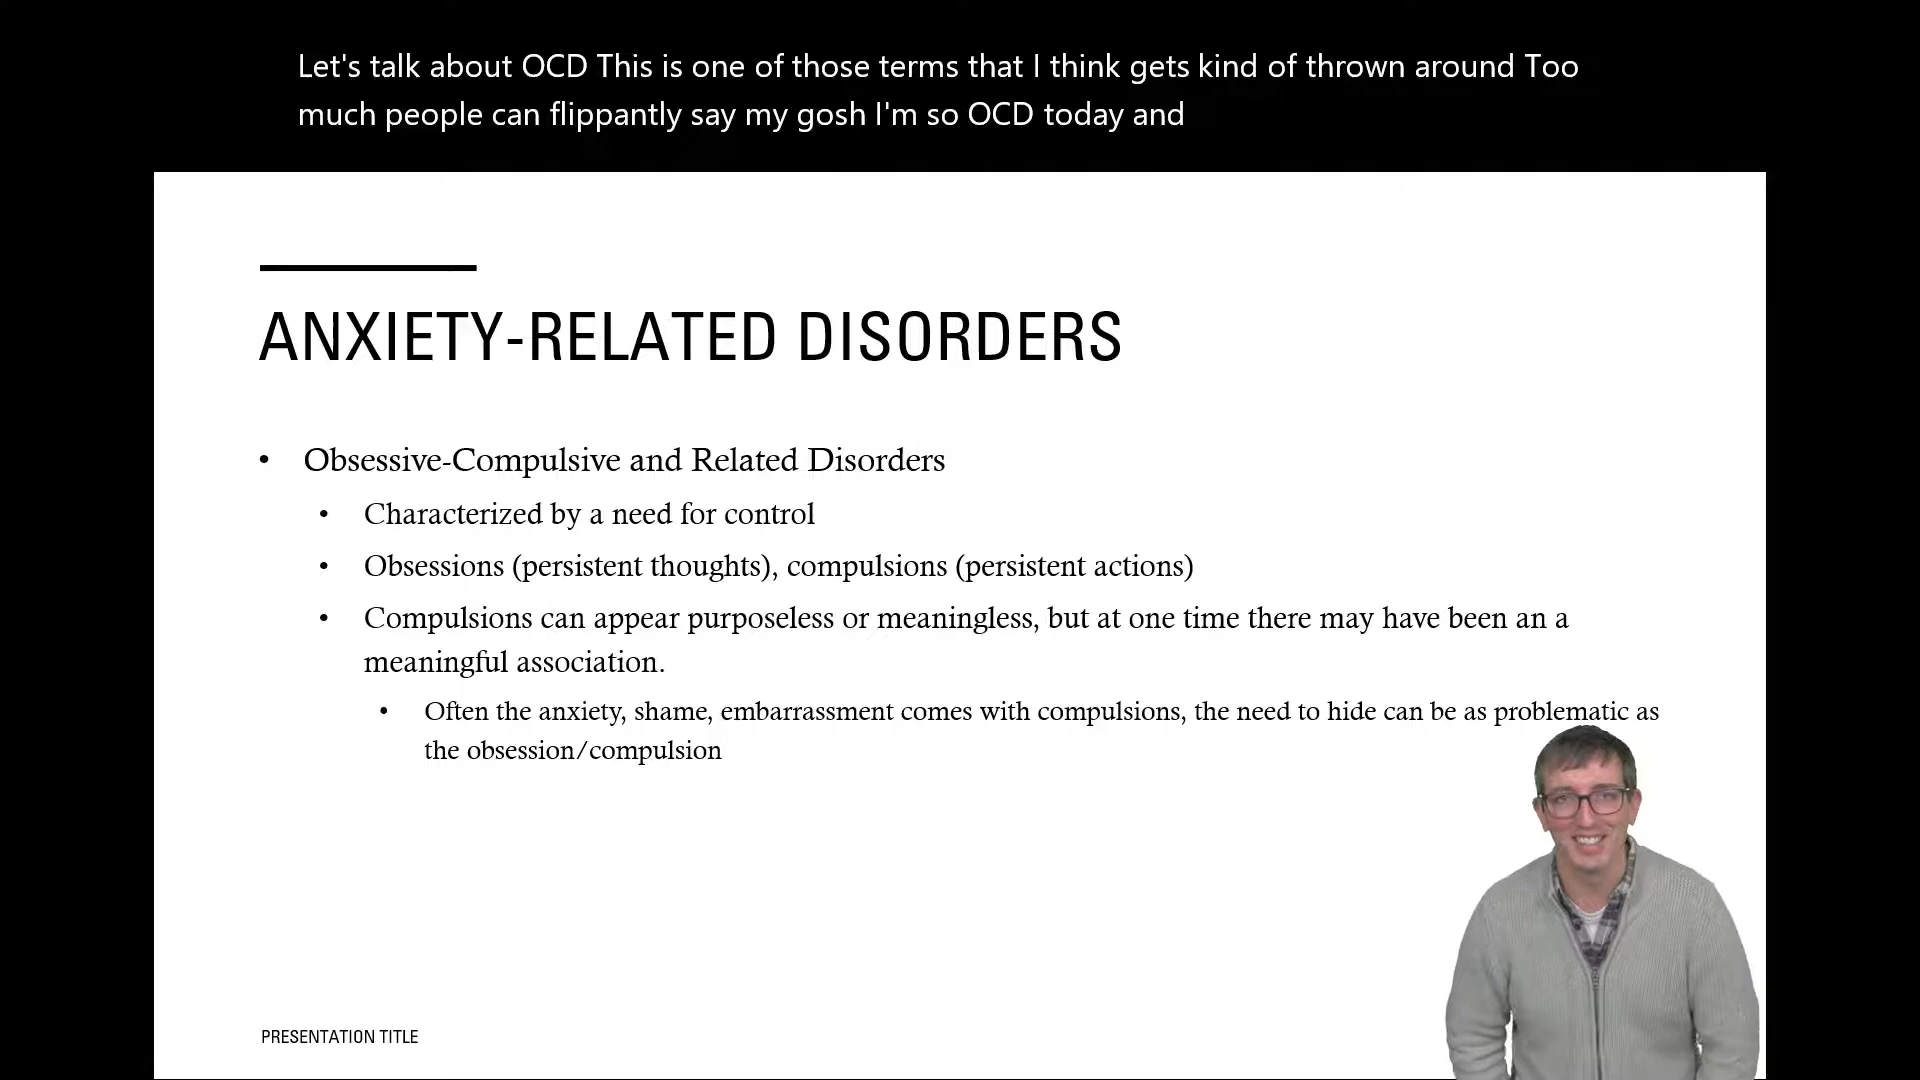 Let's talk about OCD This is one of those terms that I think gets kind of thrown around Too
much people can flippantly say my gosh I'm so OCD today and
ANXIETY-RELATED DISORDERS
• Obsessive-Compulsive and Related Disorders
• Characterized by a need for control
• Obsessions (persistent thoughts), compulsions (persistent actions)
• Compulsions can appear purposeless or meaningless, but at one time there may have been an a
meaningful association.
• Often the anxiety, shame, embarrassment comes with compulsions, the need to hide can be as problematic as
the obsession/compulsion
PRESENTATION TITLE